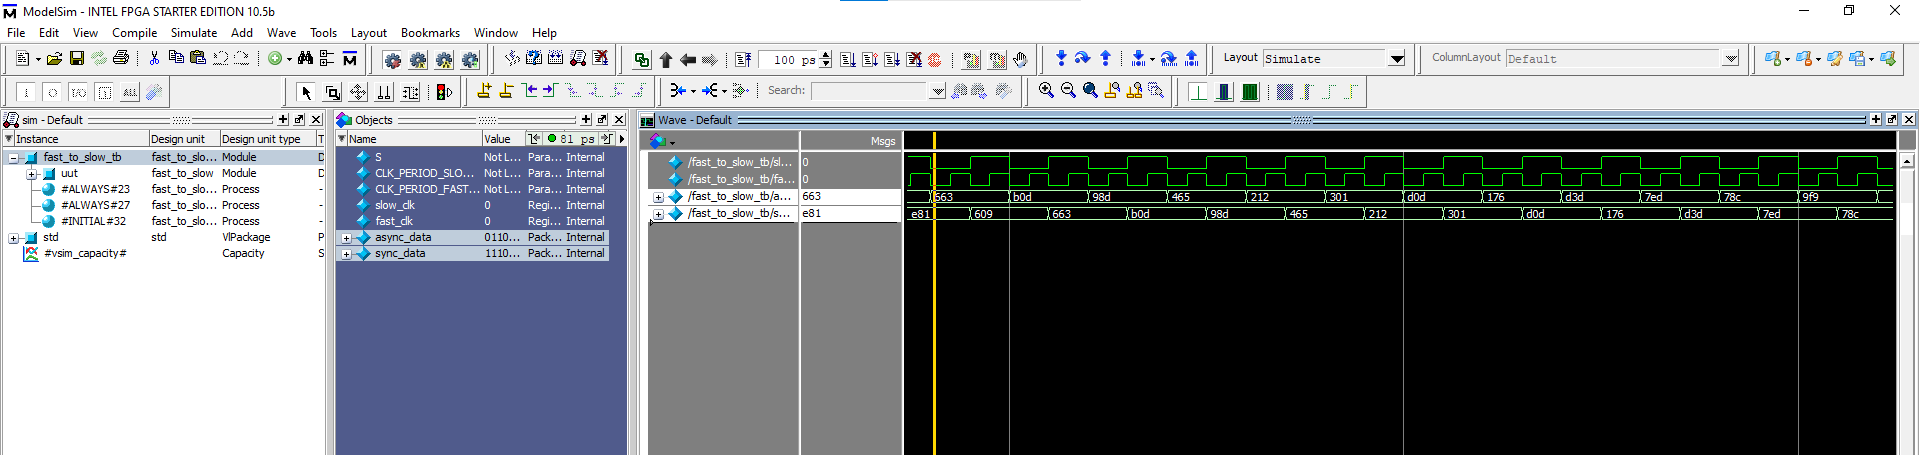 ModelSim - INTEL FPGA STARTER EDITION 10.5b
File Edit View Compile Simulate Add Wave Tools Layout Bookmarks Window Help
100 ps
Layout Simulate
ColumnLayout Default
ALL
Search:
sim - Default
Instance Design unit Design unit type T
fast_to_slow_tb fast_to_slo... Module D
uut fast_to_slow Module D
#ALWAYS#23 fast_to_slo... Process -
#ALWAYS#27 fast_to_slo... Process -
#INITIAL#32 fast_to_slo... Process -
std std VlPackage P
#vsim_capacity# Capacity S
Objects
Name Value 81 ps
S Not L... Para... Internal
CLK_PERIOD_SLO... Not L... Para... Internal
CLK_PERIOD_FAST... Not L... Para... Internal
slow_clk 0 Regi... Internal
fast_clk 0 Regi... Internal
async_data 0110... Pack... Internal
sync_data 1110... Pack... Internal
Wave - Default
Msgs
/fast_to_slow_tb/sl... 0
/fast_to_slow_tb/fa... 0
/fast_to_slow_tb/a... 663 663 b0d 98d 465 212 301 d0d 176 d3d 7ed 78c 9f9
/fast_to_slow_tb/s... e81 e81 609 663 b0d 98d 465 212 301 d0d 176 d3d 7ed 78c